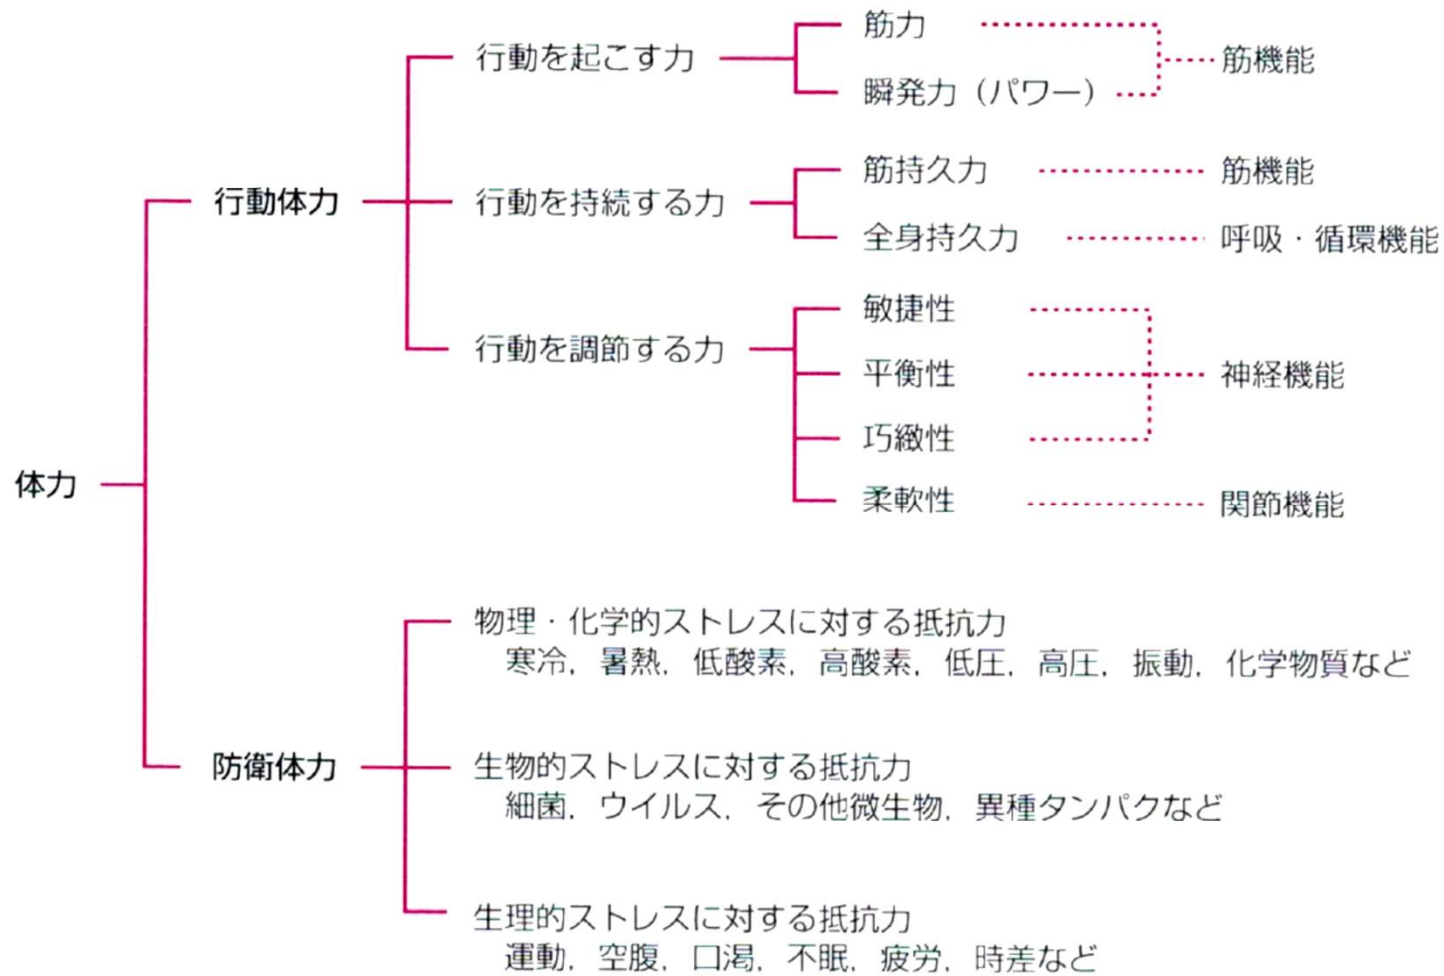 体力
行動体力
行動を起こす力
筋力
瞬発力（パワー）
筋機能
行動を持続する力
筋持久力
筋機能
全身持久力
呼吸・循環機能
行動を調節する力
敏捷性
平衡性
巧緻性
神経機能
柔軟性
関節機能
防衛体力
物理・化学的ストレスに対する抵抗力
寒冷，暑熱，低酸素，高酸素，低圧，高圧，振動，化学物質など
生物的ストレスに対する抵抗力
細菌，ウイルス，その他微生物，異種タンパクなど
生理的ストレスに対する抵抗力
運動，空腹，口渇，不眠，疲労，時差など